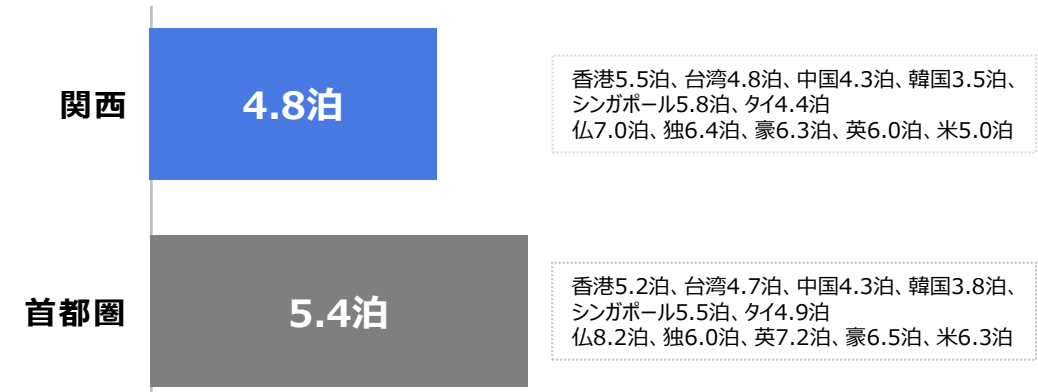 関西
4.8泊
香港5.5泊、台湾4.8泊、中国4.3泊、韓国3.5泊、
シンガポール5.8泊、タイ4.4泊
仏7.0泊、独6.4泊、豪6.3泊、英6.0泊、米5.0泊
首都圏
5.4泊
香港5.2泊、台湾4.7泊、中国4.3泊、韓国3.8泊、
シンガポール5.5泊、タイ4.9泊
仏8.2泊、独6.0泊、英7.2泊、豪6.5泊、米6.3泊